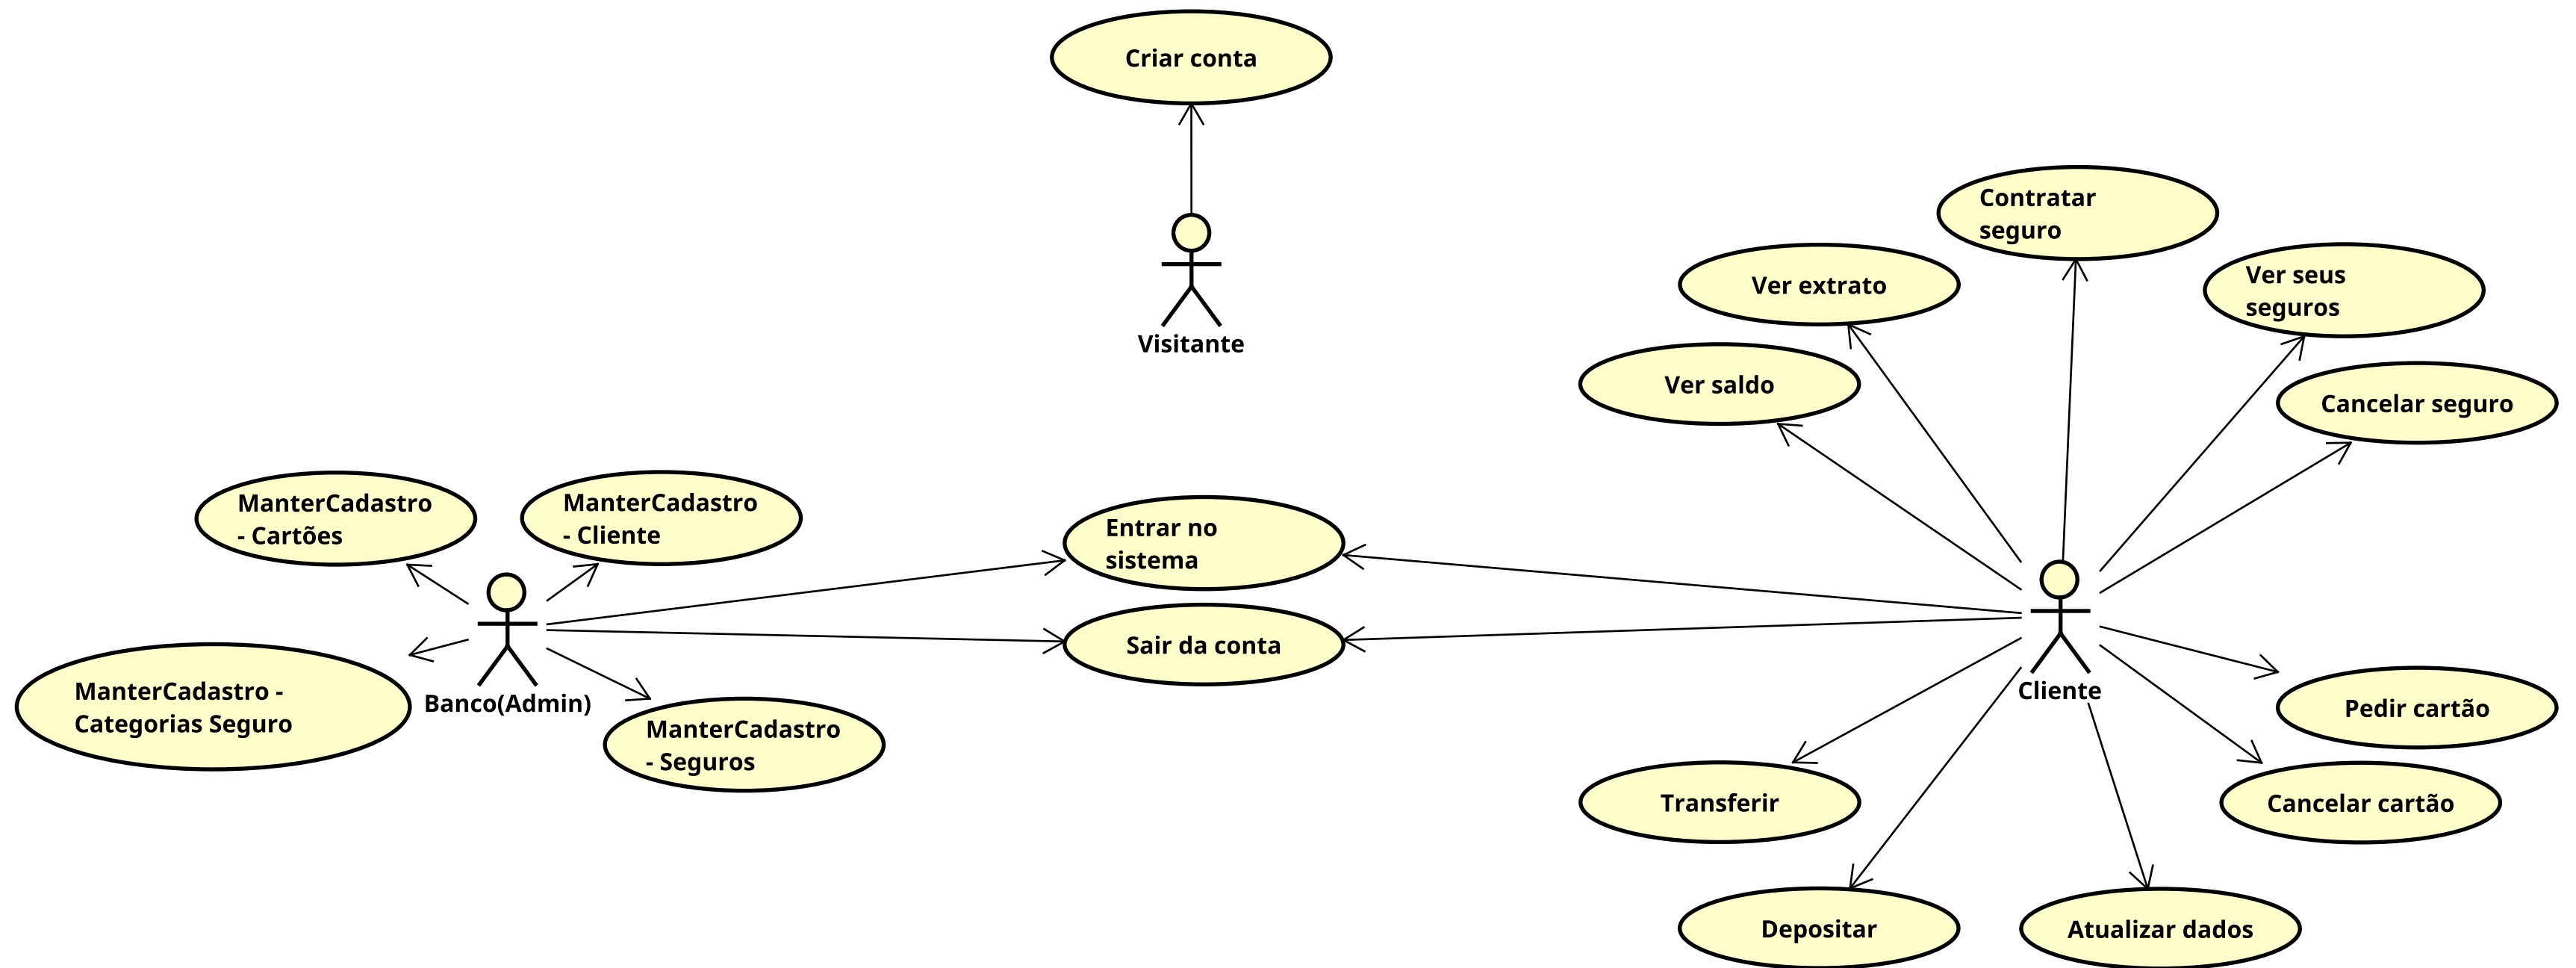 Criar conta
Visitante
Contratar
seguro
Ver extrato
Ver seus
seguros
Ver saldo
Cancelar seguro
MantenCadastro
- Cartões
ManterCadastro
- Cliente
Entrar no
sistema
Sair da conta
Banco(Admin)
ManterCadastro -
Categorias Seguro
ManterCadastro
- Seguros
Cliente
Pedir cartão
Transferir
Cancelar cartão
Depositar
Atualizar dados